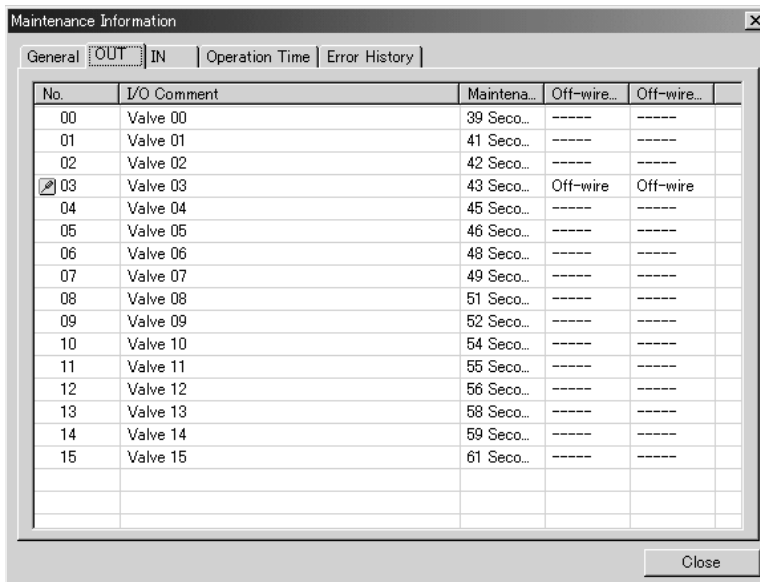 Maintenance Information
General OUT IN Operation Time Error History
No. I/O Comment Maintena... Off-wire... Off-wire...
00 Valve 00 39 Seco... ----- -----
01 Valve 01 41 Seco... ----- -----
02 Valve 02 42 Seco... ----- -----
03 Valve 03 43 Seco... Off-wire Off-wire
04 Valve 04 45 Seco... ----- -----
05 Valve 05 46 Seco... ----- -----
06 Valve 06 48 Seco... ----- -----
07 Valve 07 49 Seco... ----- -----
08 Valve 08 51 Seco... ----- -----
09 Valve 09 52 Seco... ----- -----
10 Valve 10 54 Seco... ----- -----
11 Valve 11 55 Seco... ----- -----
12 Valve 12 56 Seco... ----- -----
13 Valve 13 58 Seco... ----- -----
14 Valve 14 59 Seco... ----- -----
15 Valve 15 61 Seco... ----- -----
Close